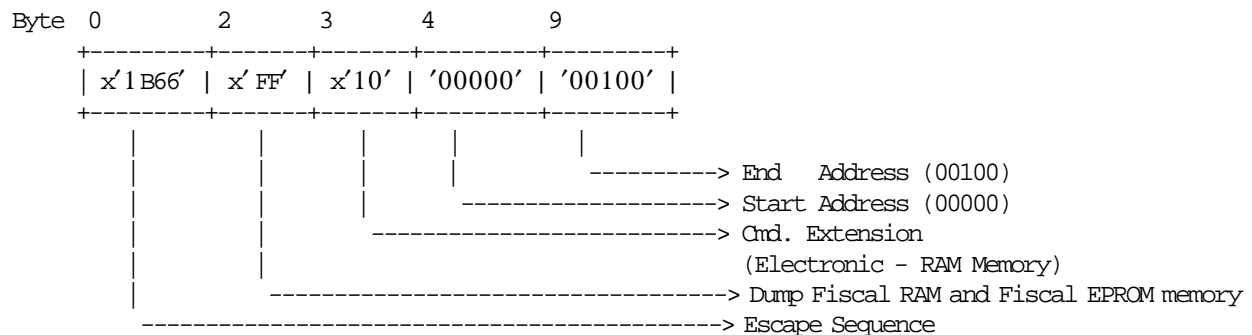 Byte 0 2 3 4 9
+----------+-------+-------+---------+---------+
| x'1B66' | x'FF' | x'10' | '00000' | '00100' |
+----------+-------+-------+---------+---------+
| | | | |
| | | | ----------> End Address (00100)
| | | --------------------> Start Address (00000)
| | ---------------------------> Cmd. Extension
| | (Electronic - RAM Memory)
| ------------------------------------> Dump Fiscal RAM and Fiscal EPROM memory
----------------------------------------------> Escape Sequence